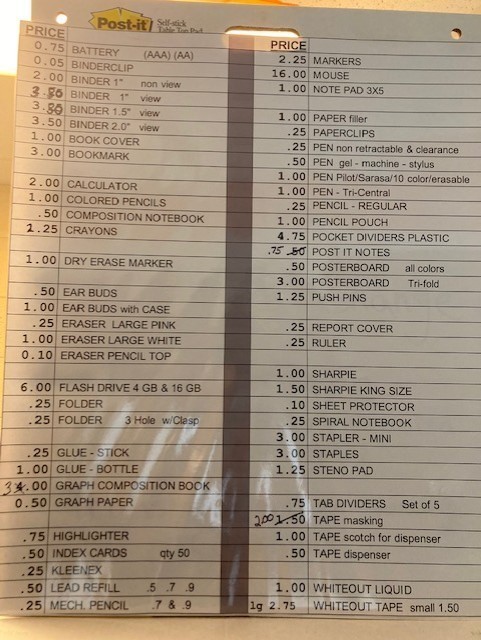 Post-it Self-stick
Table Top Pad
PRICE
0.75 BATTERY (AAA) (AA)
0.05 BINDERCLIP
2.00 BINDER 1" non view
BINDER 1" view
BINDER 1.5" view
3.50 BINDER 2.0" view
1.00 BOOK COVER
3.00 BOOKMARK
2.00 CALCULATOR
1.00 COLORED PENCILS
.50 COMPOSITION NOTEBOOK
1.25 CRAYONS
1.00 DRY ERASE MARKER
.50 EAR BUDS
1.00 EAR BUDS with CASE
.25 ERASER LARGE PINK
1.00 ERASER LARGE WHITE
0.10 ERASER PENCIL TOP
6.00 FLASH DRIVE 4 GB & 16 GB
.25 FOLDER
.25 FOLDER 3 Hole w/Clasp
.25 GLUE - STICK
1.00 GLUE - BOTTLE
3.00 GRAPH COMPOSITION BOOK
0.50 GRAPH PAPER
.75 HIGHLIGHTER
.50 INDEX CARDS qty 50
.25 KLEENEX
.50 LEAD REFILL .5 .7 .9
.25 MECH. PENCIL .7 & .9
PRICE
2.25 MARKERS
16.00 MOUSE
1.00 NOTE PAD 3X5
1.00 PAPER filler
.25 PAPERCLIPS
.25 PEN non retractable & clearance
.50 PEN gel - machine - stylus
1.00 PEN Pilot/Sarasa/10 color/erasable
1.00 PEN - Tri-Central
.25 PENCIL - REGULAR
1.00 PENCIL POUCH
4.75 POCKET DIVIDERS PLASTIC
.75 .50 POST IT NOTES
.50 POSTERBOARD all colors
3.00 POSTERBOARD Tri-fold
1.25 PUSH PINS
.25 REPORT COVER
.25 RULER
1.00 SHARPIE
1.50 SHARPIE KING SIZE
.10 SHEET PROTECTOR
.25 SPIRAL NOTEBOOK
3.00 STAPLER - MINI
3.00 STAPLES
1.25 STENO PAD
.75 TAB DIVIDERS Set of 5
200 1.50 TAPE masking
1.00 TAPE scotch for dispenser
.50 TAPE dispenser
1.00 WHITEOUT LIQUID
1g 2.75 WHITEOUT TAPE small 1.50